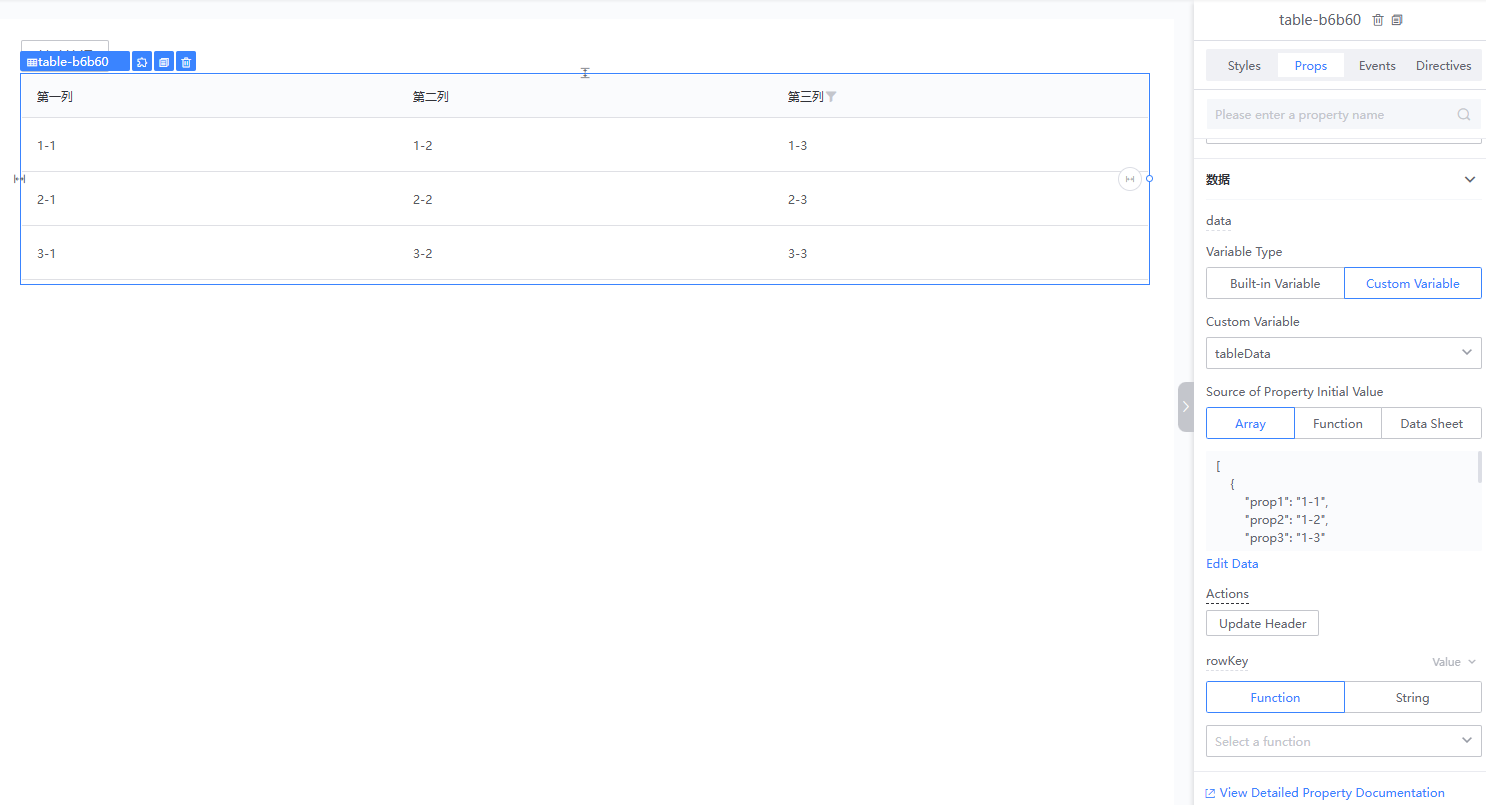 table-b6b60
第一列 第二列 第三列
1-1 1-2 1-3
2-1 2-2 2-3
3-1 3-2 3-3
table-b6b60
Styles Props Events Directives
Please enter a property name
数据
data
Variable Type
Built-in Variable Custom Variable
Custom Variable
tableData
Source of Property Initial Value
Array Function Data Sheet
[
{
"prop1": "1-1",
"prop2": "1-2",
"prop3": "1-3"
Edit Data
Actions
Update Header
rowKey Value
Function String
Select a function
View Detailed Property Documentation